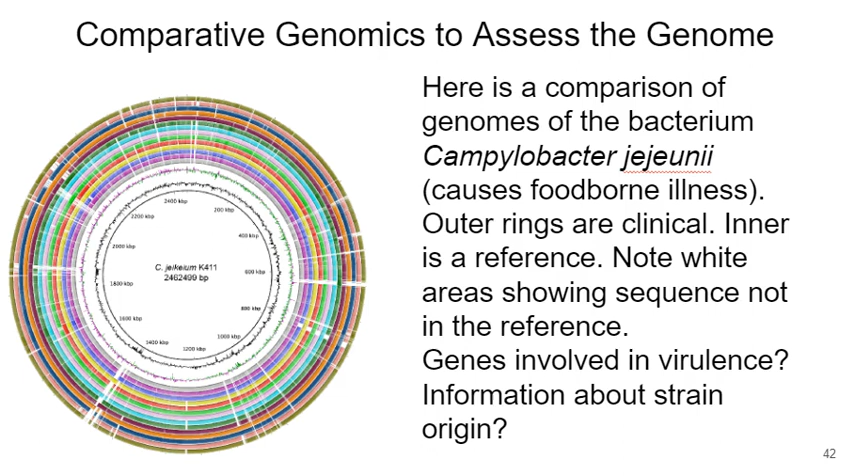 Comparative Genomics to Assess the Genome
Here is a comparison of
genomes of the bacterium
Campylobacter jejeunii
(causes foodborne illness).
Outer rings are clinical. Inner
is a reference. Note white
areas showing sequence not
in the reference.
Genes involved in virulence?
Information about strain
origin?
2400 kbp
200 kbp
2200 kbp
400 kbp
2000 kbp
C. jeikeium K411
2462499 bp
600 kbp
1800 kbp
800 kbp
1600 kbp
1000 kbp
1400 kbp
1200 kbp
42